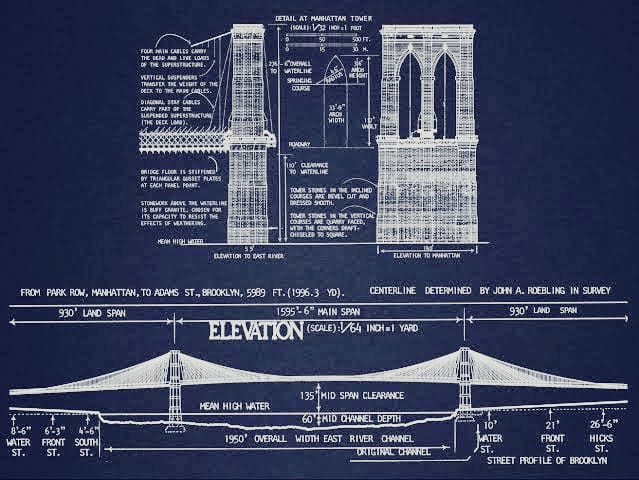 DETAIL AT MANHATTAN TOWER
(SCALE): 1/32 INCH = 1 FOOT
0 50 500 FT.
0 15 30 M.
FOUR MAIN CABLES CARRY
THE DEAD AND LIVE LOADS
OF THE SUPERSTRUCTURE.
VERTICAL SUSPENDERS
TRANSFER THE WEIGHT OF THE
DECK TO THE MAIN CABLES.
DIAGONAL STAY CABLES
CARRY PART OF THE
SUSPENDED SUPERSTRUCTURE
(THE DECK LOAD).
BRIDGE FLOOR IS STIFFENED
BY TRIANGULAR GUSSET PLATES
AT EACH PANEL POINT.
STONEWORK ABOVE THE WATERLINE
IS BUFF GRANITE, CHOSEN FOR
ITS CAPACITY TO RESIST THE
EFFECTS OF WEATHERING.
MEAN HIGH WATER
276'-6" OVERALL
TO WATERLINE
SPRINGING
COURSE
RADIUS
ARCH
HEIGHT
33'-9"
ARCH
WIDTH
VAULT
ROADWAY
110' CLEARANCE
TO WATERLINE
TOWER STONES IN THE INCLINED
COURSES ARE BEVEL CUT AND
DRESSED SMOOTH.
TOWER STONES IN THE VERTICAL
COURSES ARE QUARRY FACED,
WITH THE CORNERS DRAFT-
CHISELED TO SQUARE.
ELEVATION TO EAST RIVER
ELEVATION TO MANHATTAN
FROM PARK ROW, MANHATTAN, TO ADAMS ST., BROOKLYN, 5989 FT. (1996.3 YD). CENTERLINE DETERMINED BY JOHN A. ROEBLING IN SURVEY
930' LAND SPAN 1595'-6" MAIN SPAN 930' LAND SPAN
ELEVATION (SCALE): 1/64 INCH = 1 YARD
135' MID SPAN CLEARANCE
MEAN HIGH WATER
60' MID CHANNEL DEPTH
8'-6" 6'-3" 4'-6" 10' 21' 26'-6"
WATER FRONT SOUTH WATER FRONT HICKS
ST. ST. ST. ST. ST. ST.
1950' OVERALL WIDTH EAST RIVER CHANNEL
ORIGINAL CHANNEL
STREET PROFILE OF BROOKLYN